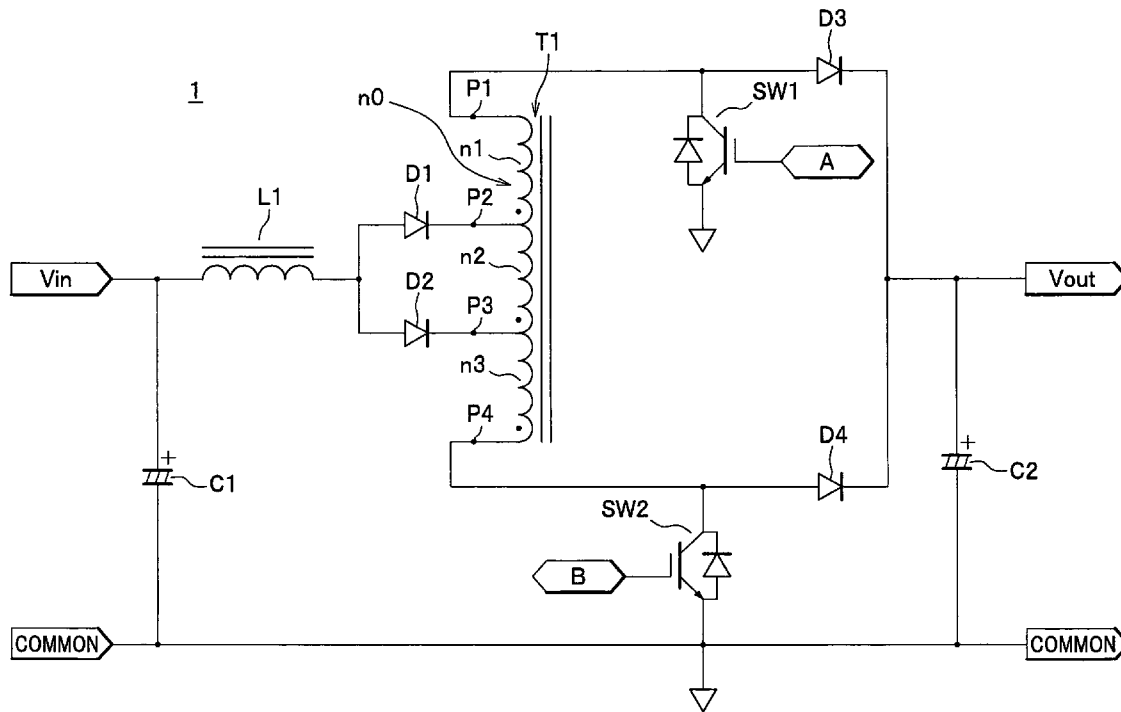 D3
T1
1
P1
SW1
n0
n1
A
D1
P2
L1
n2
Vin
Vout
D2
P3
n3
P4
D4
+
C1
+
C2
SW2
B
COMMON
COMMON